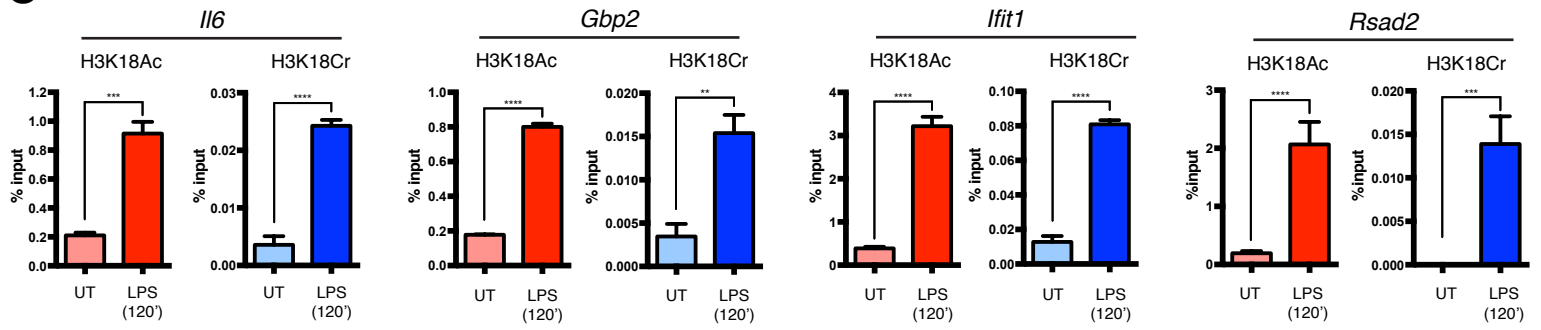 Il6 Gbp2 Ifit1 Rsad2
H3K18Ac H3K18Cr H3K18Ac H3K18Cr H3K18Ac H3K18Cr H3K18Ac H3K18Cr
*** **** **** ** **** **** **** ***
% input % input % input % input % input % input %input %input
1.2 0.03 1.0 0.020 4 0.10 3 0.020
1.0 0.02 0.8 0.015 3 0.08 2 0.015
0.8 0.01 0.6 0.010 2 0.06 1 0.010
0.6 0.00 0.4 0.005 1 0.04 0 0.005
0.4 0.2 0.000 0 0.02 0.000
0.2 0.0 0.00
0.0
UT LPS UT LPS UT LPS UT LPS UT LPS UT LPS UT LPS UT LPS
(120') (120') (120') (120') (120') (120') (120') (120')